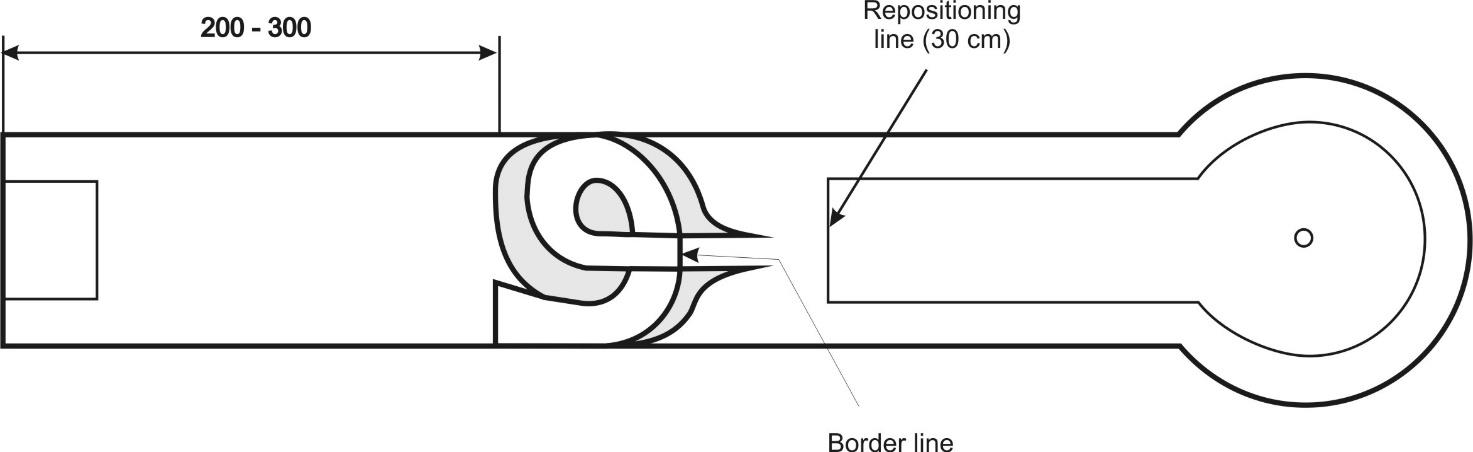 200 - 300
Repositioning
line (30 cm)
Border line